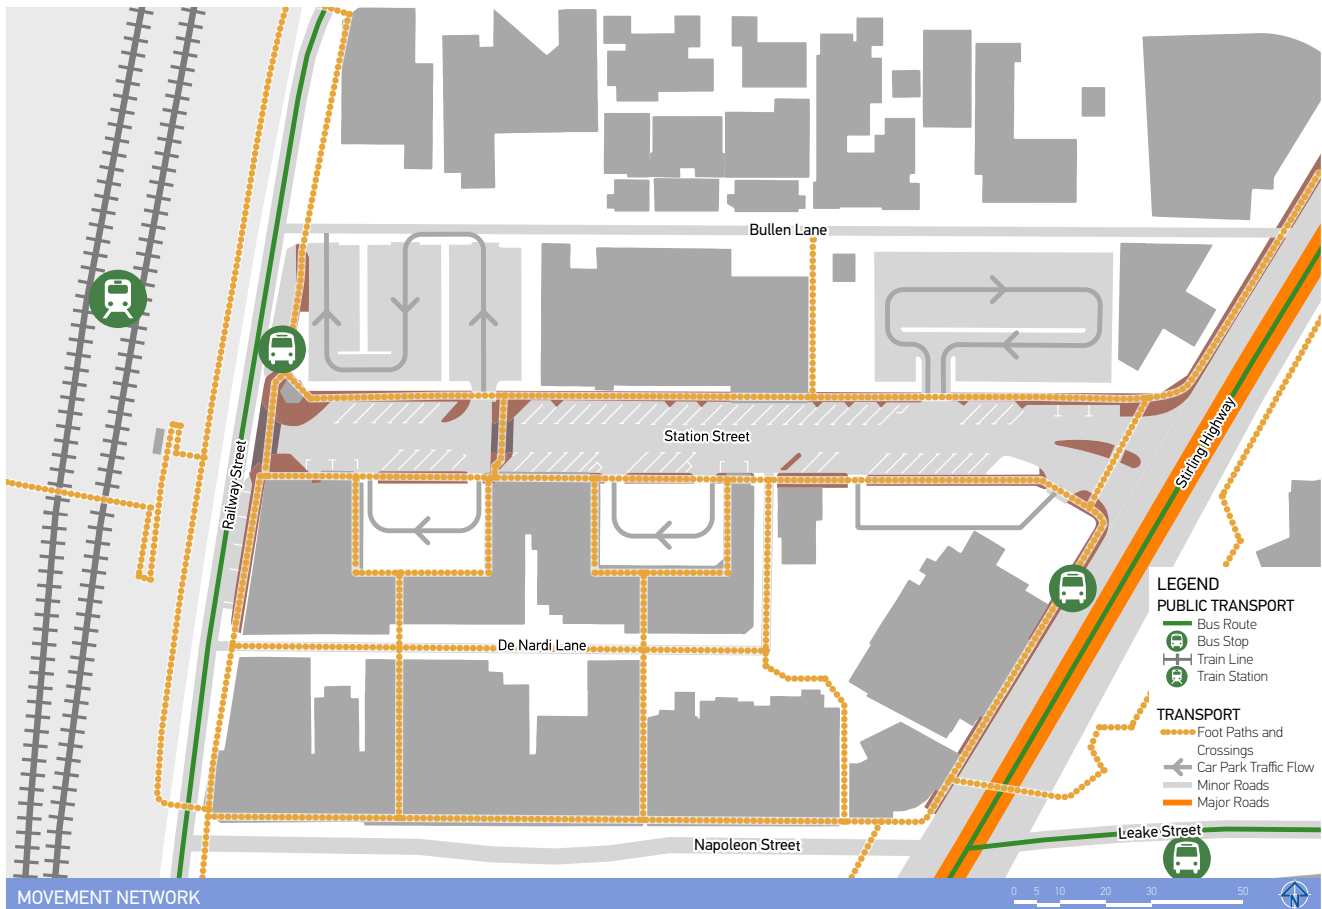 Bullen Lane
Station Street
Railway Street
Stirling Highway
De Nardi Lane
Napoleon Street
Leake Street
LEGEND
PUBLIC TRANSPORT
Bus Route
Bus Stop
Train Line
Train Station
TRANSPORT
Foot Paths and
Crossings
Car Park Traffic Flow
Minor Roads
Major Roads
MOVEMENT NETWORK
0 5 10 20 30 50
N